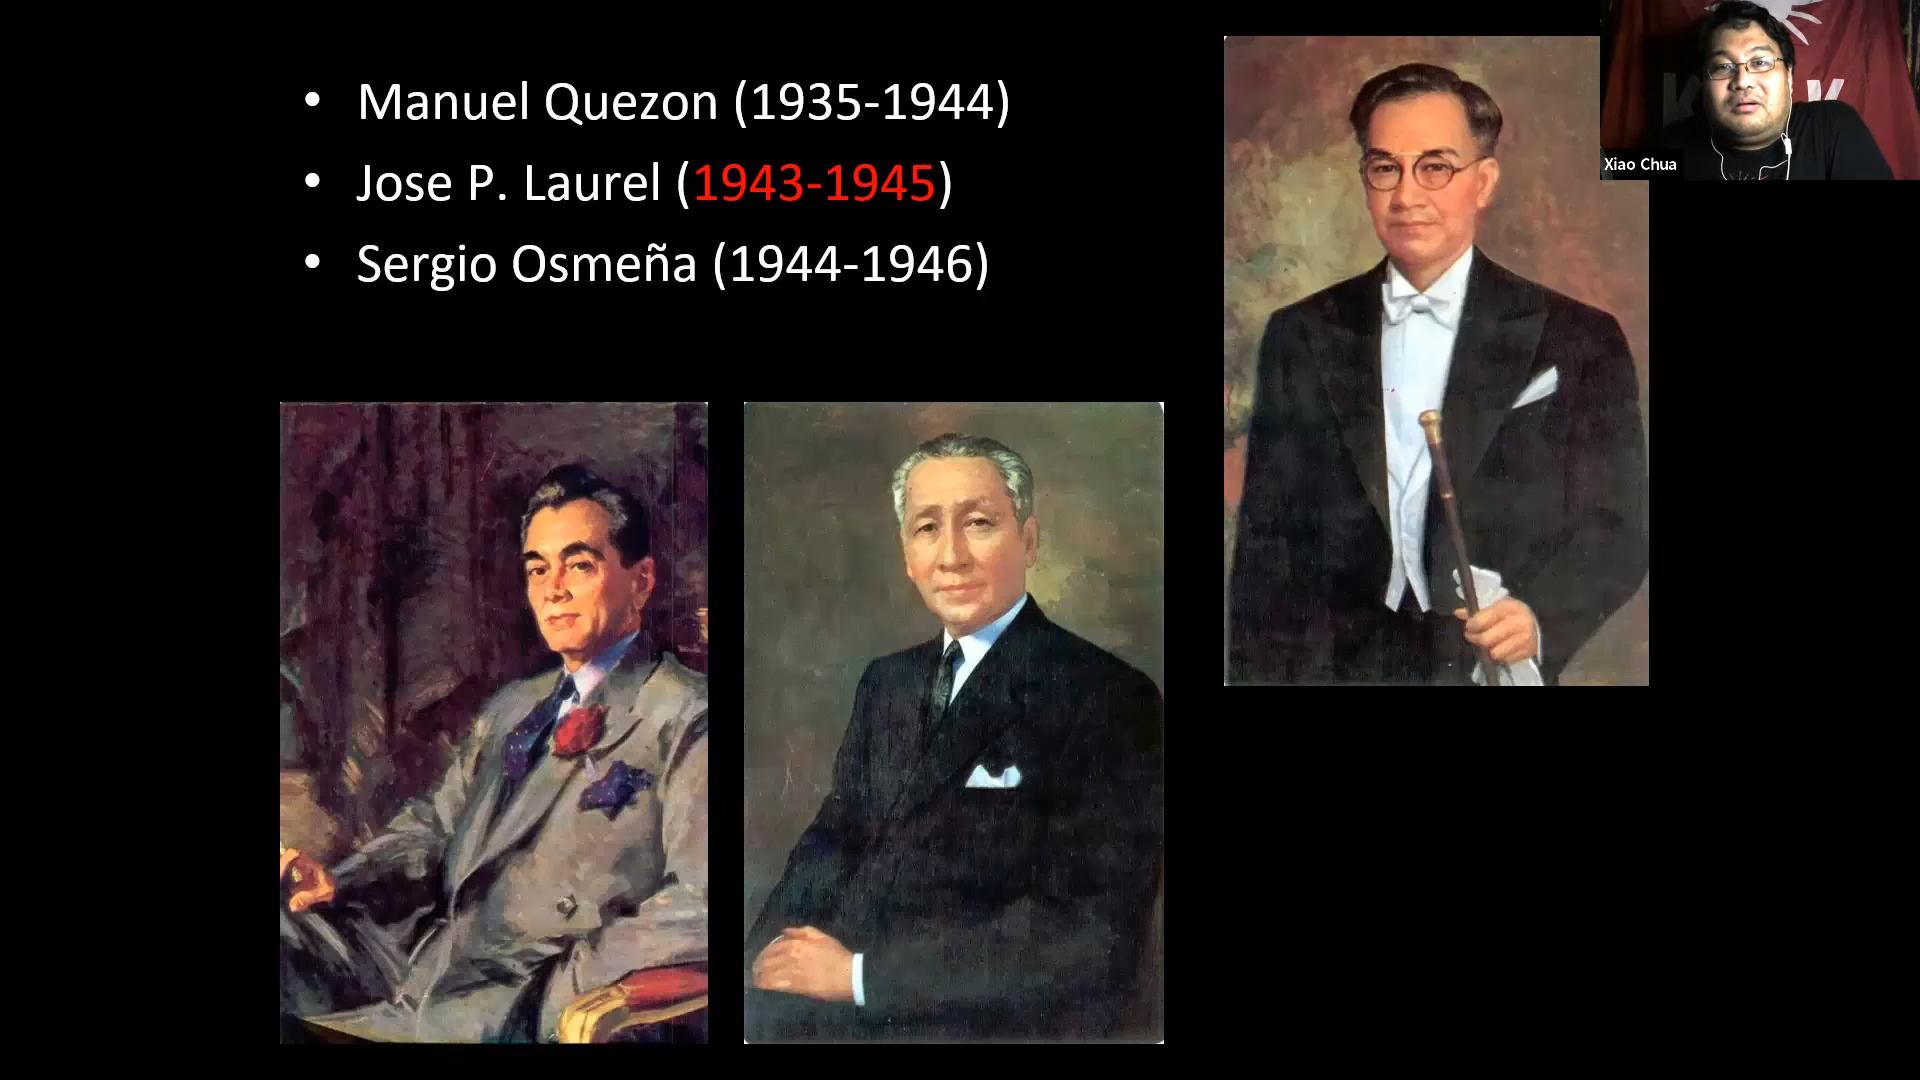 • Manuel Quezon (1935-1944)
• Jose P. Laurel (1943-1945)
• Sergio Osmeña (1944-1946)
Xiao Chua